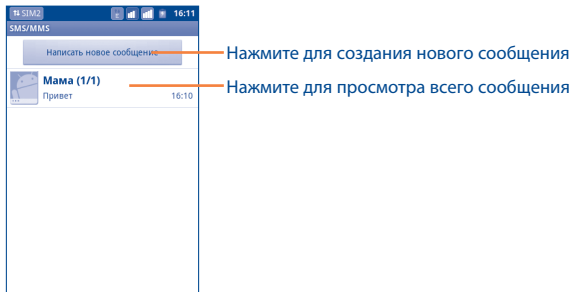 SIM2 16:11
SMS/MMS
Написать новое сообщение
Нажмите для создания нового сообщения
Мама (1/1)
Нажмите для просмотра всего сообщения
Привет 16:10